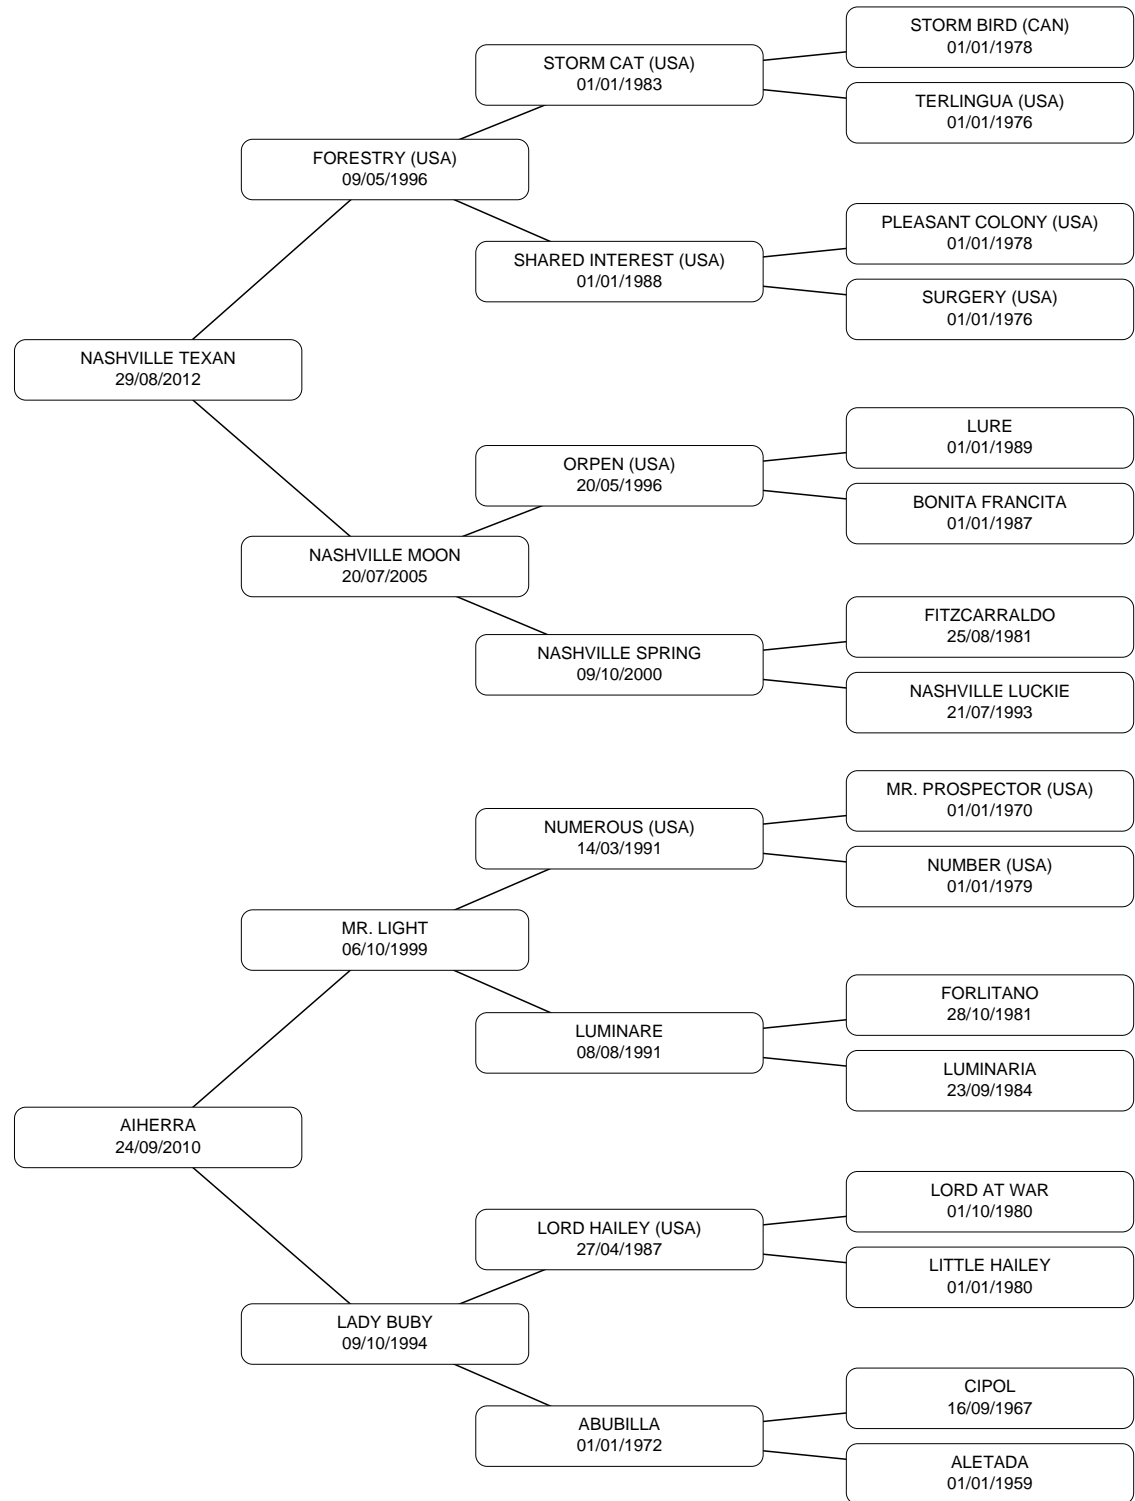 STORM BIRD (CAN)
01/01/1978
STORM CAT (USA)
01/01/1983
TERLINGUA (USA)
01/01/1976
FORESTRY (USA)
09/05/1996
PLEASANT COLONY (USA)
01/01/1978
SHARED INTEREST (USA)
01/01/1988
SURGERY (USA)
01/01/1976
NASHVILLE TEXAN
29/08/2012
LURE
01/01/1989
ORPEN (USA)
20/05/1996
BONITA FRANCITA
01/01/1987
NASHVILLE MOON
20/07/2005
FITZCARRALDO
25/08/1981
NASHVILLE SPRING
09/10/2000
NASHVILLE LUCKIE
21/07/1993
MR. PROSPECTOR (USA)
01/01/1970
NUMEROUS (USA)
14/03/1991
NUMBER (USA)
01/01/1979
MR. LIGHT
06/10/1999
FORLITANO
28/10/1981
LUMINARE
08/08/1991
LUMINARIA
23/09/1984
AIHERRA
24/09/2010
LORD AT WAR
01/10/1980
LORD HAILEY (USA)
27/04/1987
LITTLE HAILEY
01/01/1980
LADY BUBY
09/10/1994
CIPOL
16/09/1967
ABUBILLA
01/01/1972
ALETADA
01/01/1959